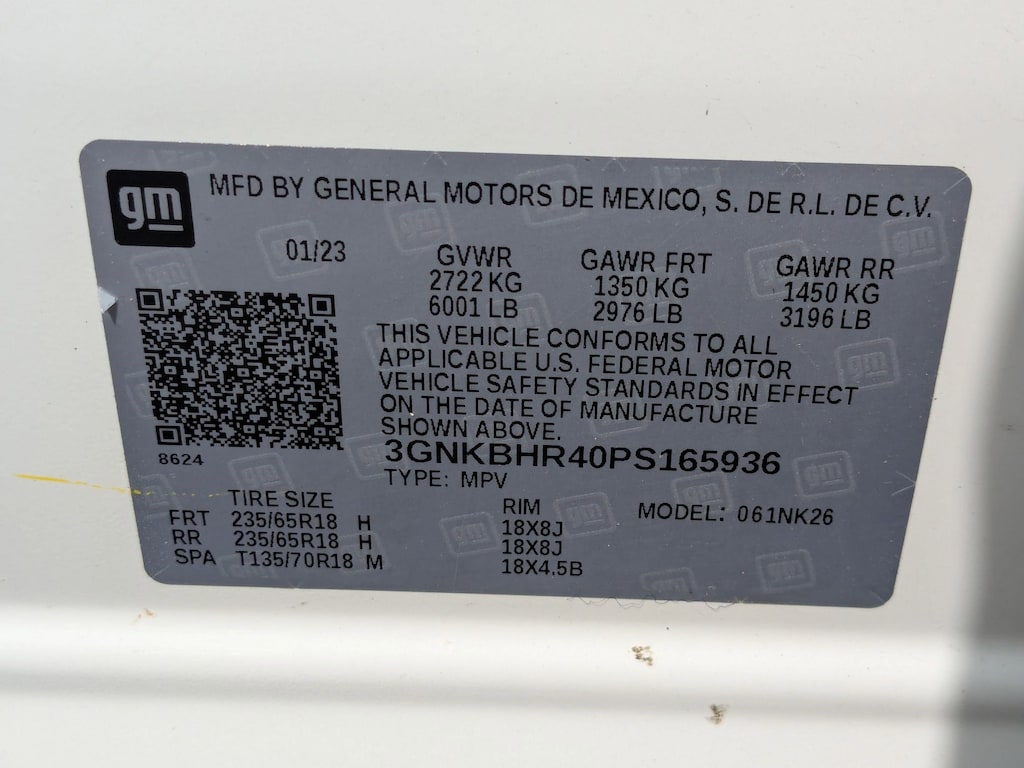 gm MFD BY GENERAL MOTORS DE MEXICO, S. DE R.L. DE C.V.
01/23 GVWR GAWR FRT GAWR RR
2722 KG 1350 KG 1450 KG
6001 LB 2976 LB 3196 LB
THIS VEHICLE CONFORMS TO ALL
APPLICABLE U.S. FEDERAL MOTOR
VEHICLE SAFETY STANDARDS IN EFFECT
ON THE DATE OF MANUFACTURE
SHOWN ABOVE.
8624 3GNKBHR40PS165936
TYPE: MPV
TIRE SIZE RIM MODEL: 061NK26
FRT 235/65R18 H 18X8J
RR 235/65R18 H 18X8J
SPA T135/70R18 M 18X4.5B